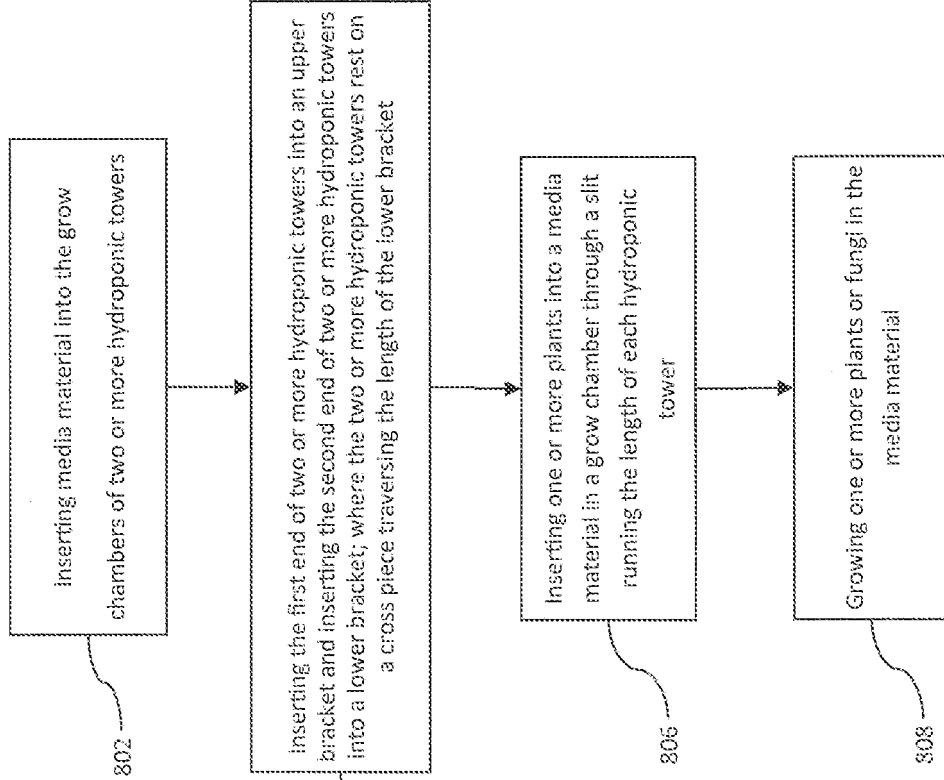 802
Inserting media material into the grow
chambers of two or more hydroponic towers
Inserting the first end of two or more hydroponic towers into an upper
bracket and inserting the second end of two or more hydroponic towers
into a lower bracket; where the two or more hydroponic towers rest on
a cross piece traversing the length of the lower bracket
806
Inserting one or more plants into a media
material in a grow chamber through a slit
running the length of each hydroponic
tower
808
Growing one or more plants or fungi in the
media material